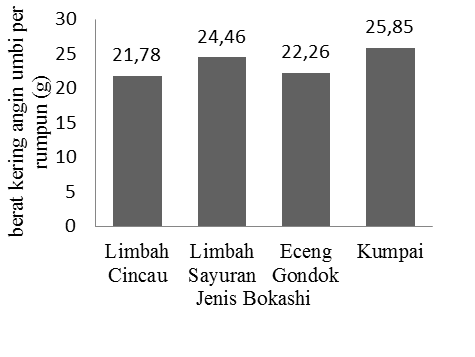 berat kering angin umbi per
rumpun (g)
30
25
20
15
10
5
0
21,78
24,46
22,26
25,85
Limbah
Cincau
Limbah
Sayuran
Eceng
Gondok
Kumpai
Jenis Bokashi